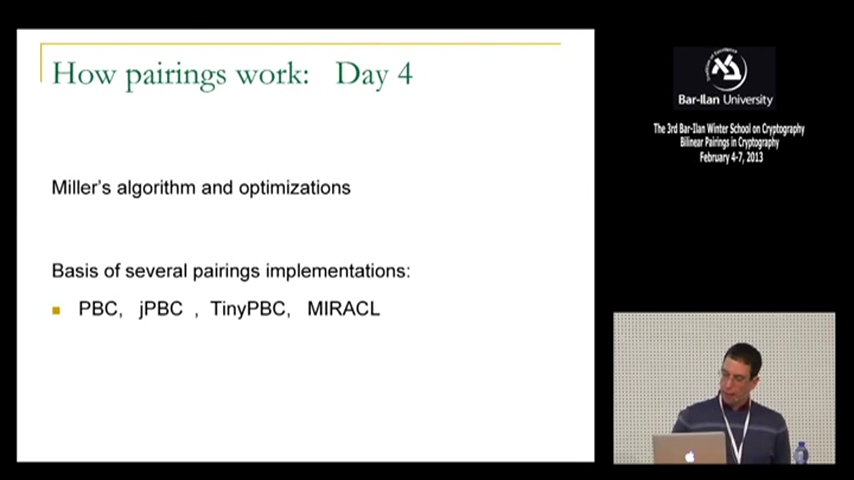 How pairings work: Day 4
Miller's algorithm and optimizations
Basis of several pairings implementations:
PBC, jPBC , TinyPBC, MIRACL
Bar-Ilan University
The 3rd Bar-Ilan Winter School on Cryptography
Bilinear Pairings in Cryptography
February 4-7, 2013